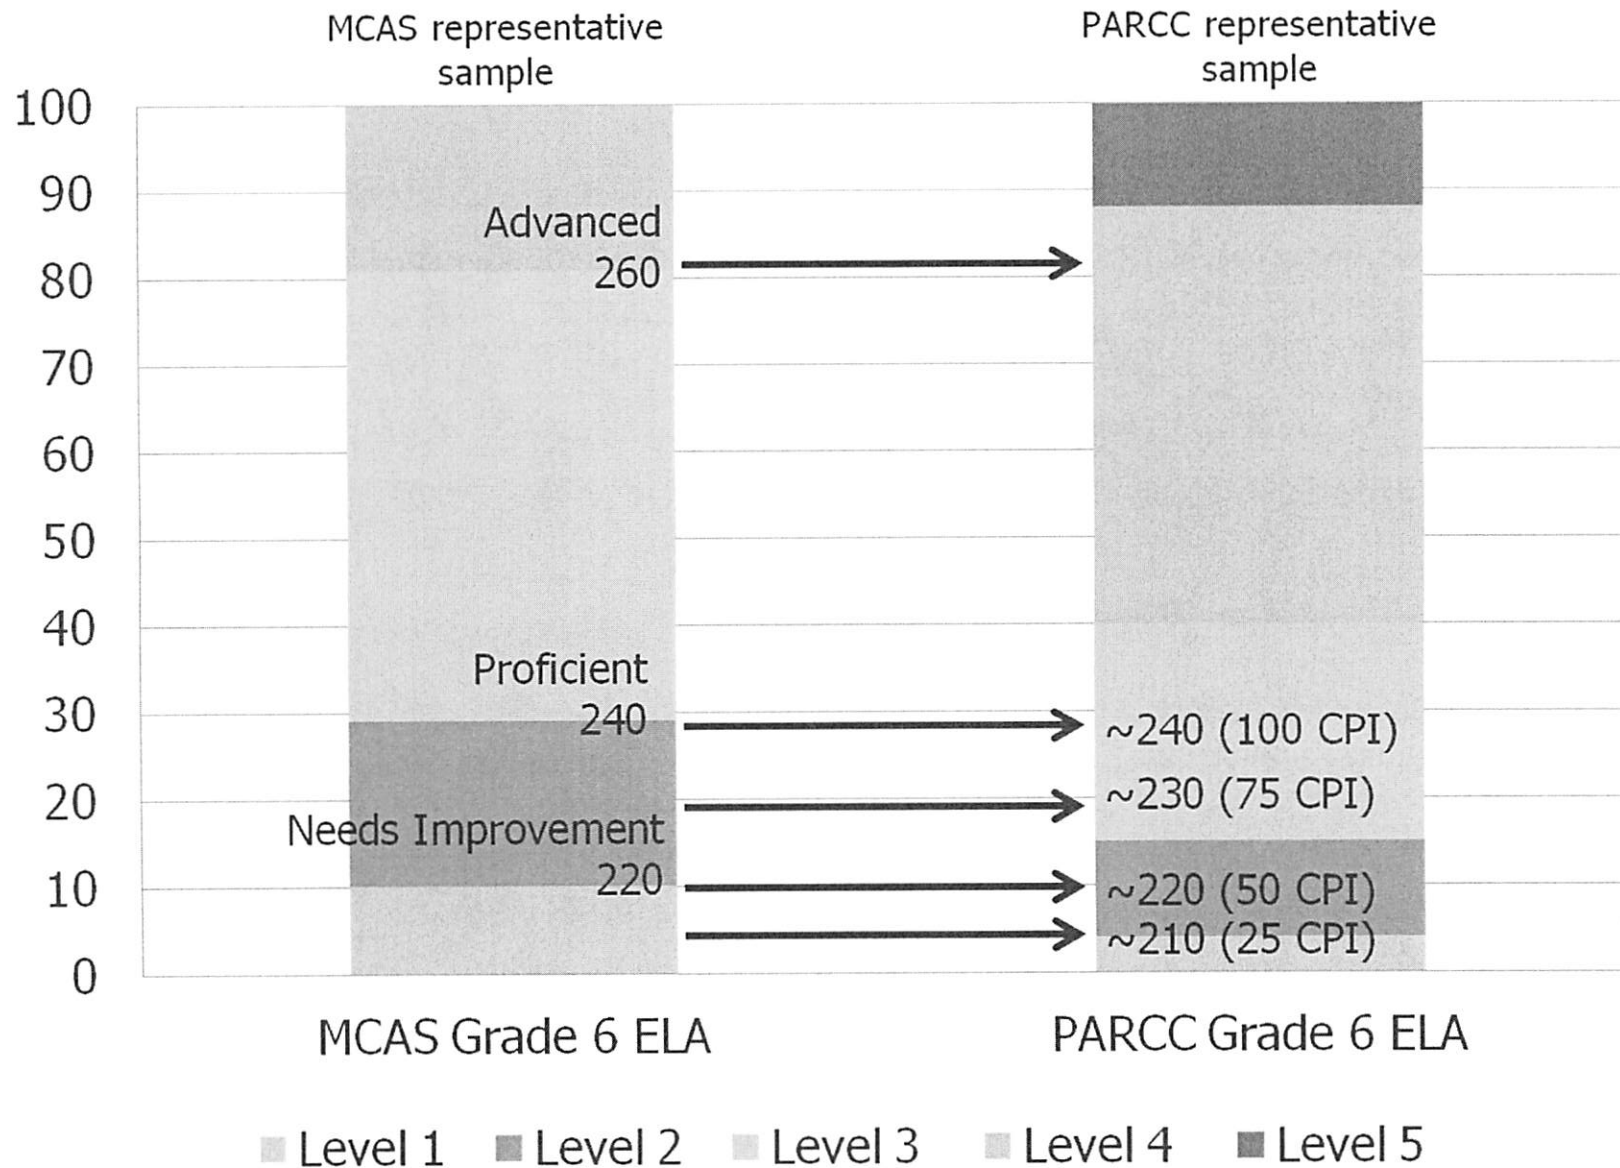 MCAS representative
sample
PARCC representative
sample
100
90
80
70
60
50
40
30
20
10
0
Advanced
260
Proficient
240
Needs Improvement
220
~240 (100 CPI)
~230 (75 CPI)
~220 (50 CPI)
~210 (25 CPI)
MCAS Grade 6 ELA
PARCC Grade 6 ELA
Level 1 Level 2 Level 3 Level 4 Level 5